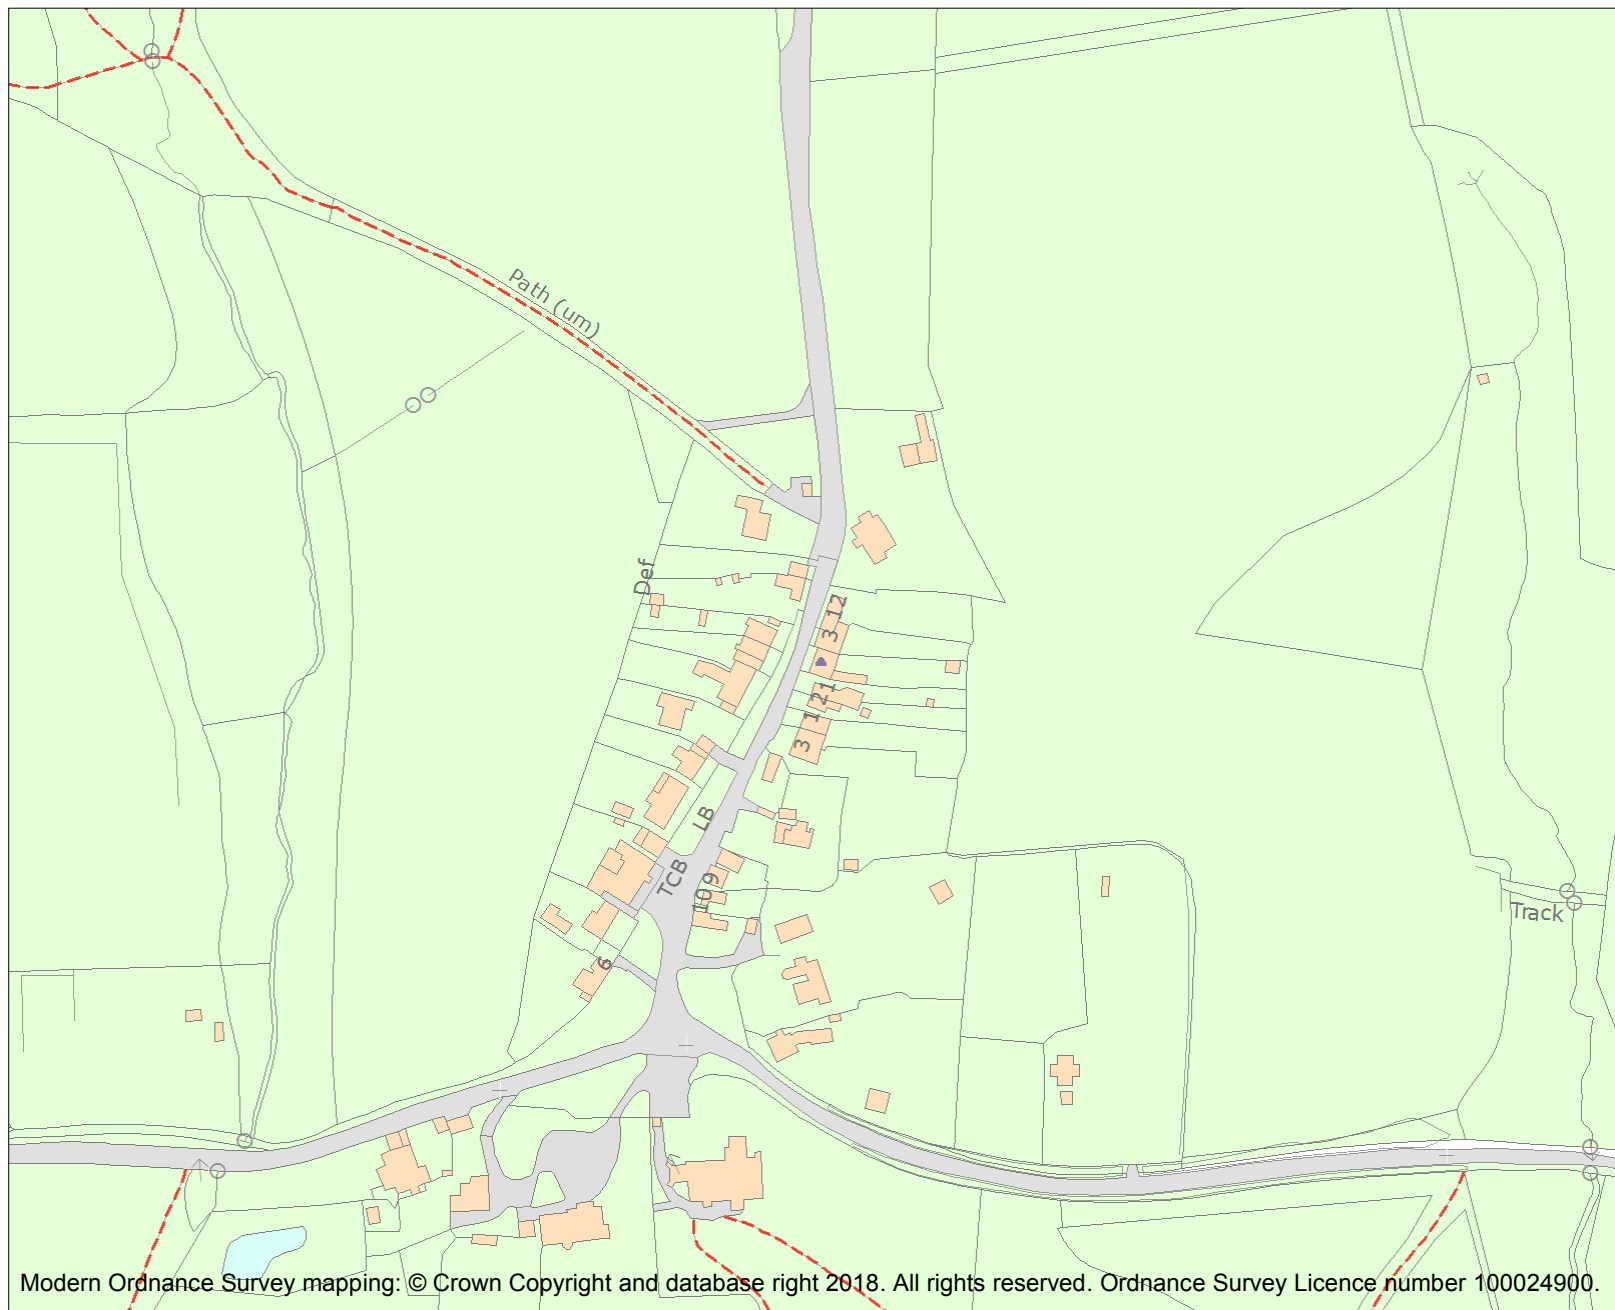 Path (um)
Def
3 12
21
1
3
LB
TCB
109
6
Track
Modern Ordnance Survey mapping: © Crown Copyright and database right 2018. All rights reserved. Ordnance Survey Licence number 100024900.